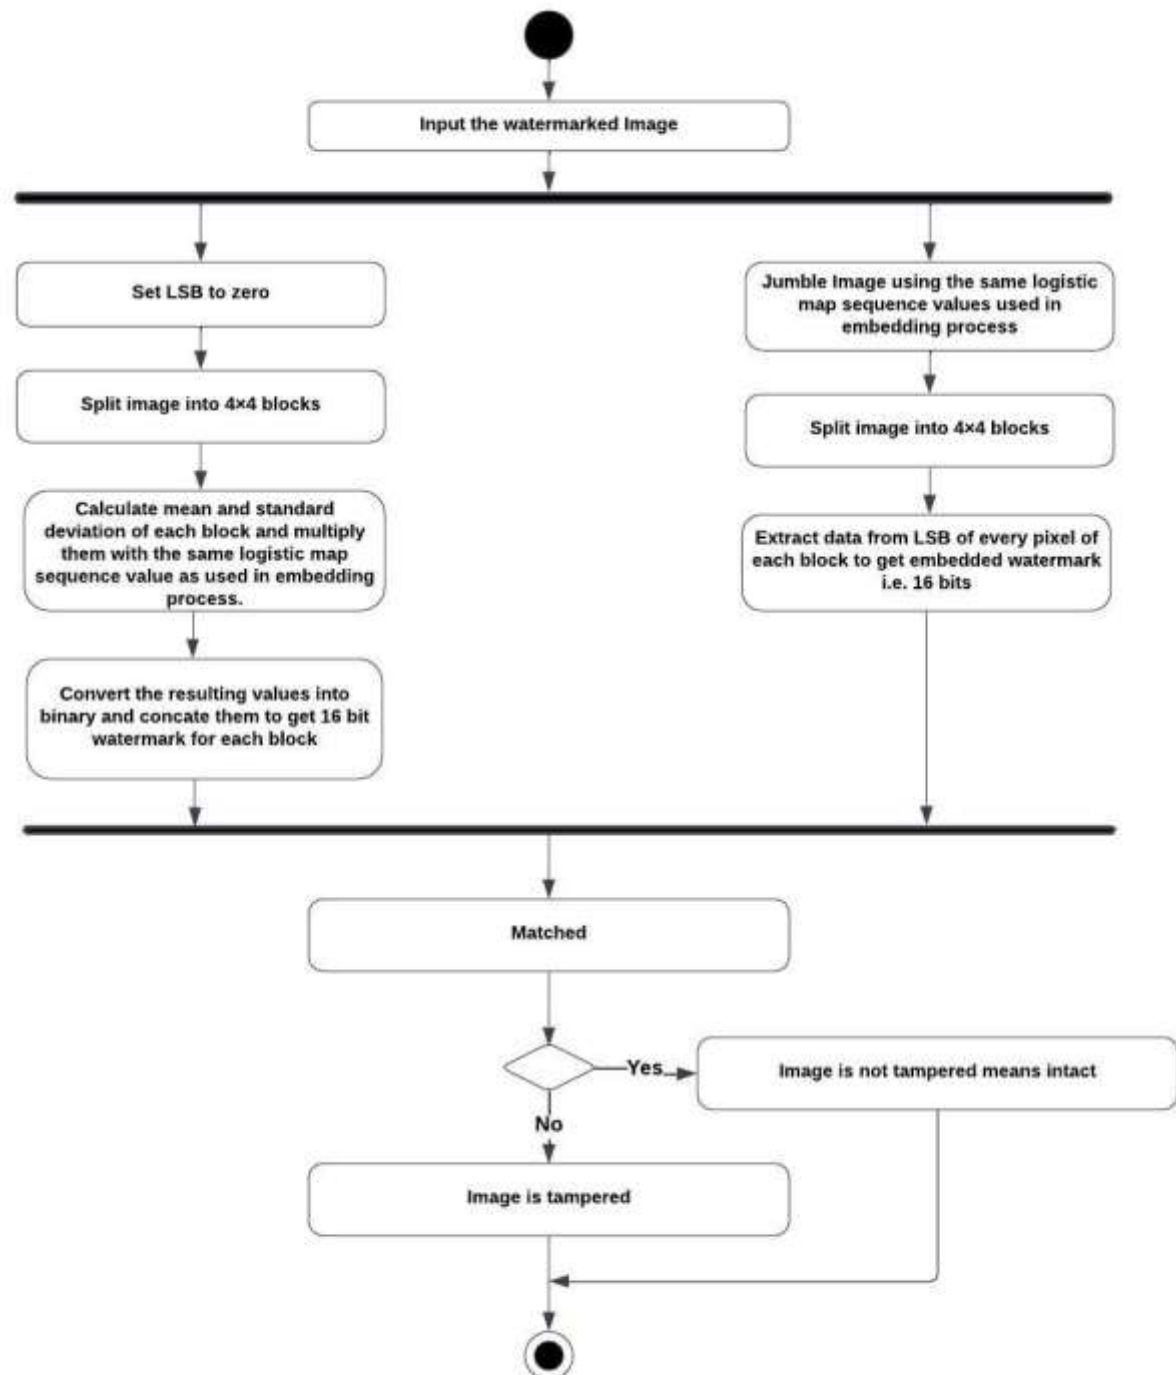 Input the watermarked Image
Set LSB to zero
Split image into 4×4 blocks
Calculate mean and standard
deviation of each block and multiply
them with the same logistic map
sequence value as used in embedding
process.
Convert the resulting values into
binary and concate them to get 16 bit
watermark for each block
Jumble Image using the same logistic
map sequence values used in
embedding process
Split image into 4×4 blocks
Extract data from LSB of every pixel of
each block to get embedded watermark
i.e. 16 bits
Matched
Yes
Image is not tampered means intact
No
Image is tampered